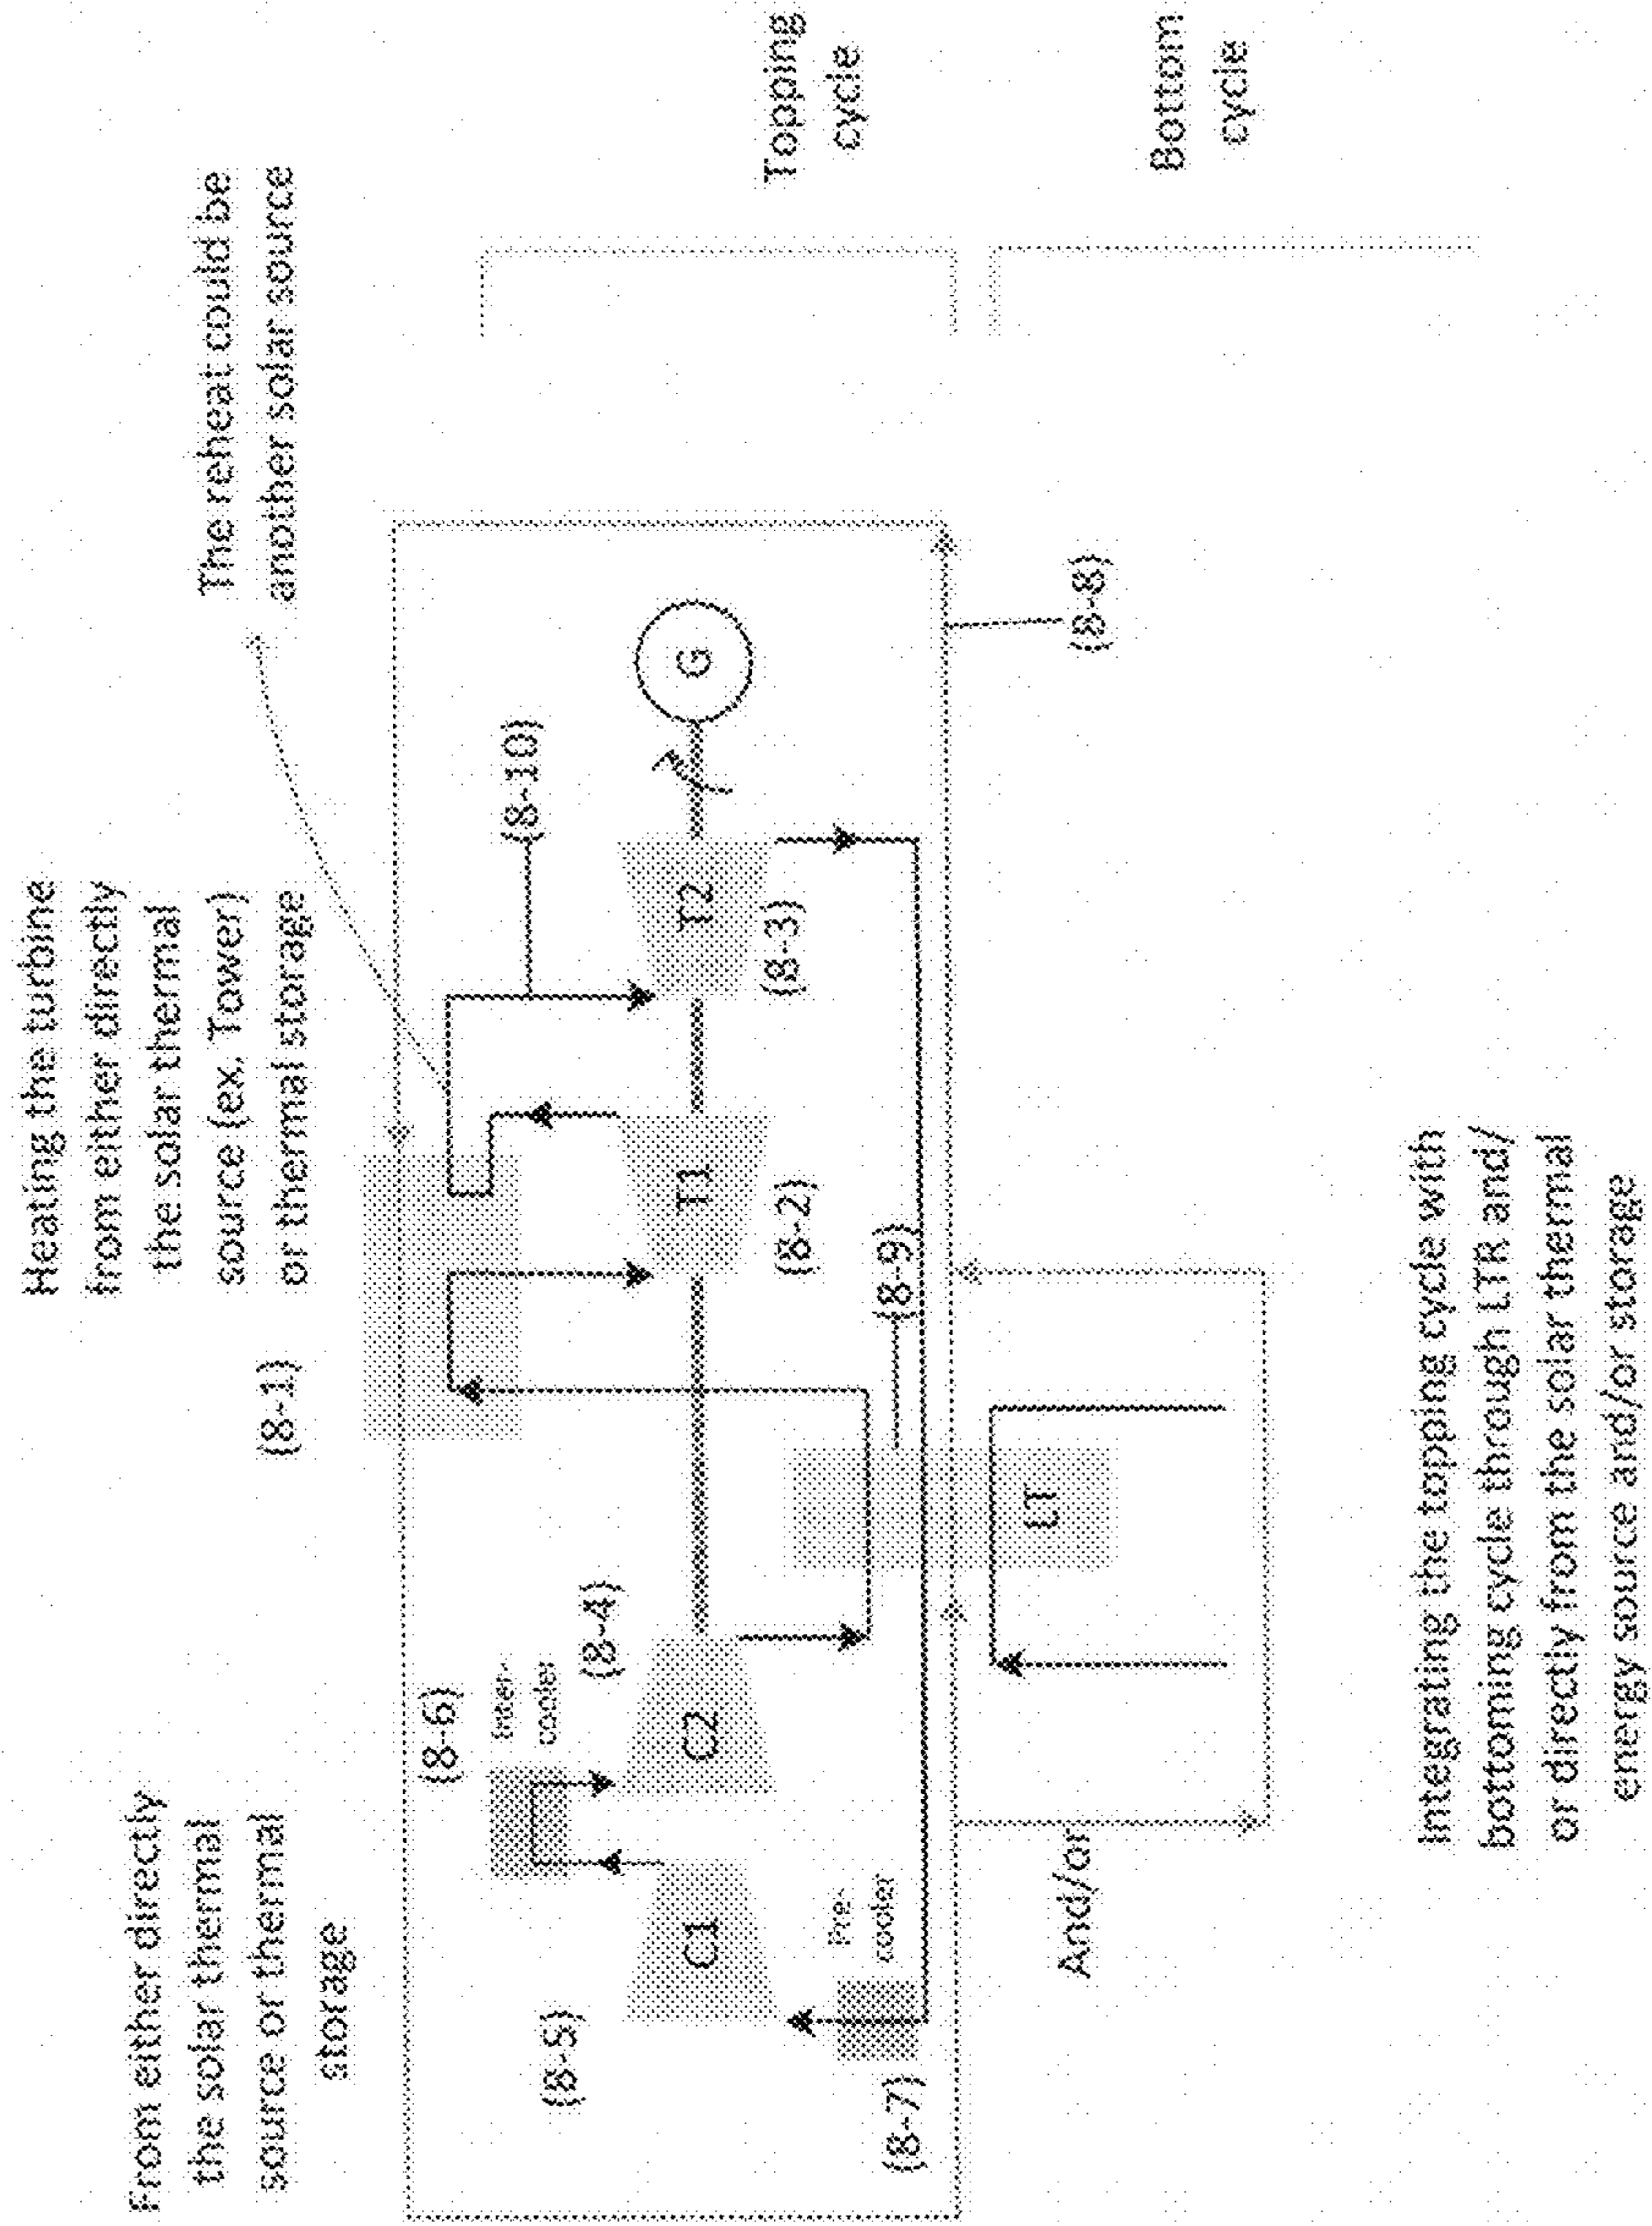 From either directly
the solar thermal
source or thermal
storage
Heating the turbine
from either directly
the solar thermal
source (ex. Tower)
or thermal storage
The reheat could be
another solar source
(8-1)
(8-6)
Inter-
cooler
(8-4)
(8-10)
(8-5)
C1
C2
T1
T2
G
(8-2)
(8-3)
Pre-
cooler
(8-7)
(8-9)
LT
(8-8)
And/or
Topping
cycle
Bottom
cycle
Integrating the topping cycle with
bottoming cycle through LTR and/
or directly from the solar thermal
energy source and/or storage